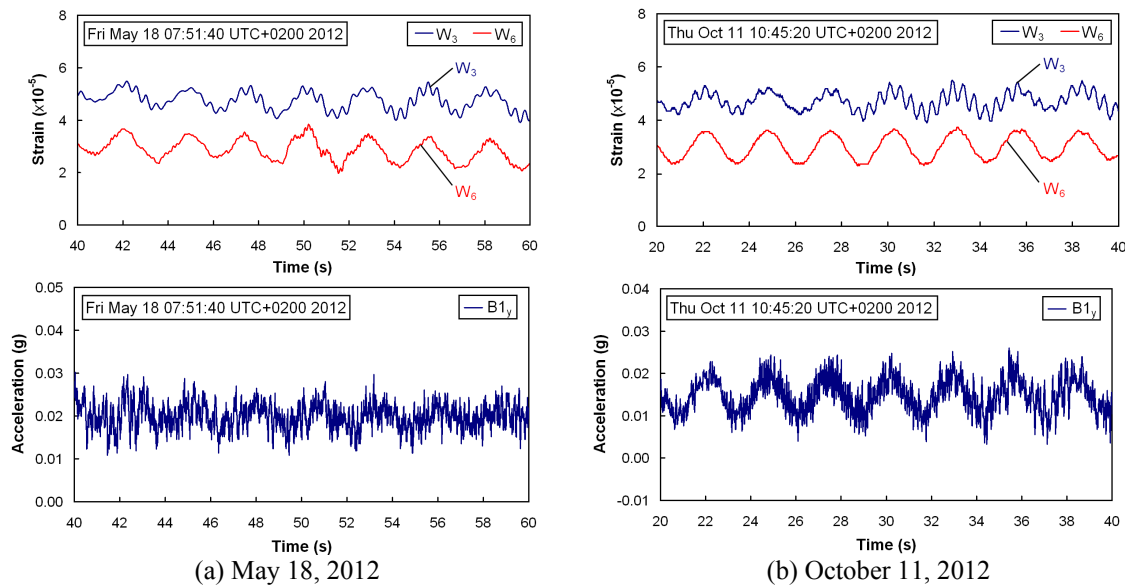 Fri May 18 07:51:40 UTC+0200 2012
W3 W6
W3
W6
Strain (x10-5)
8
6
4
2
0
40 42 44 46 48 50 52 54 56 58 60
Time (s)
Thu Oct 11 10:45:20 UTC+0200 2012
W3 W6
W3
W6
Strain (x10-5)
8
6
4
2
0
20 22 24 26 28 30 32 34 36 38 40
Time (s)
Fri May 18 07:51:40 UTC+0200 2012
B1y
Acceleration (g)
0.05
0.04
0.03
0.02
0.01
0.00
40 42 44 46 48 50 52 54 56 58 60
Time (s)
Thu Oct 11 10:45:20 UTC+0200 2012
B1y
Acceleration (g)
0.04
0.03
0.02
0.01
0.00
-0.01
20 22 24 26 28 30 32 34 36 38 40
Time (s)
(a) May 18, 2012
(b) October 11, 2012